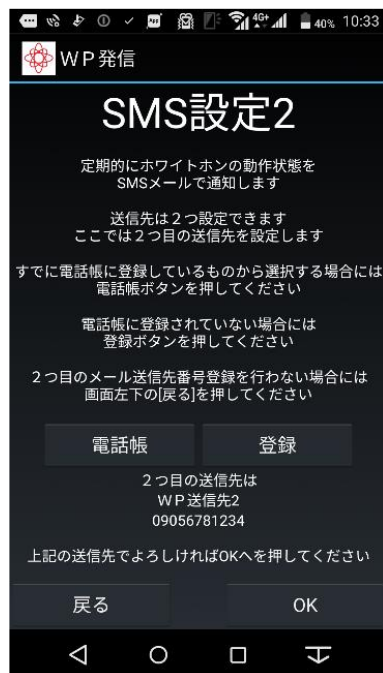 4G+ 40% 10:33
WP発信
SMS設定2
定期的にホワイトホンの動作状態を
SMSメールで通知します
送信先は２つ設定できます
ここでは２つ目の送信先を設定します
すでに電話帳に登録しているものから選択する場合には
電話帳ボタンを押してください
電話帳に登録されていない場合には
登録ボタンを押してください
２つ目のメール送信先番号登録を行わない場合には
画面左下の[戻る]を押してください
電話帳 登録
２つ目の送信先は
ＷＰ送信先2
09056781234
上記の送信先でよろしければOKへを押してください
戻る OK